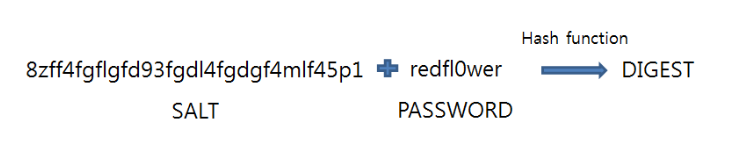 Hash function
8zff4fgflgfd93fgdl4fgdgf4mlf45p1 + redfl0wer DIGEST
SALT PASSWORD